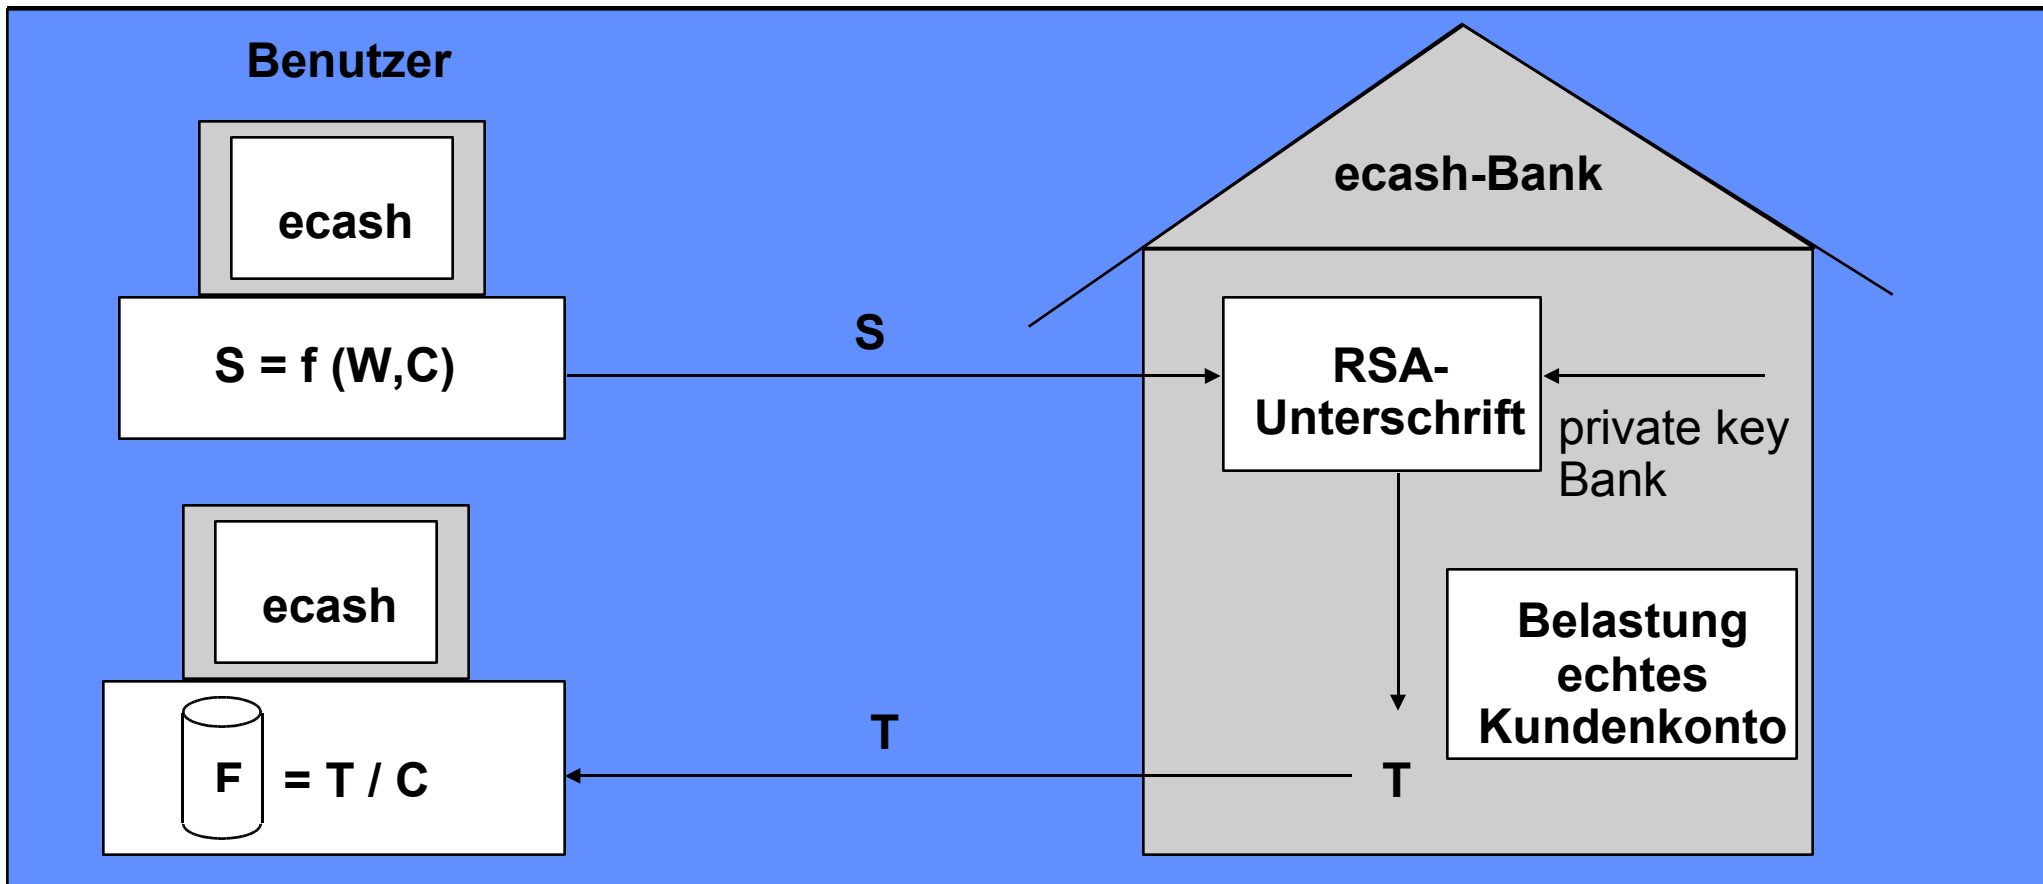 Benutzer
ecash
S = f (W,C)
S
ecash-Bank
RSA-
Unterschrift
private key
Bank
ecash
F = T / C
T
T
Belastung
echtes
Kundenkonto